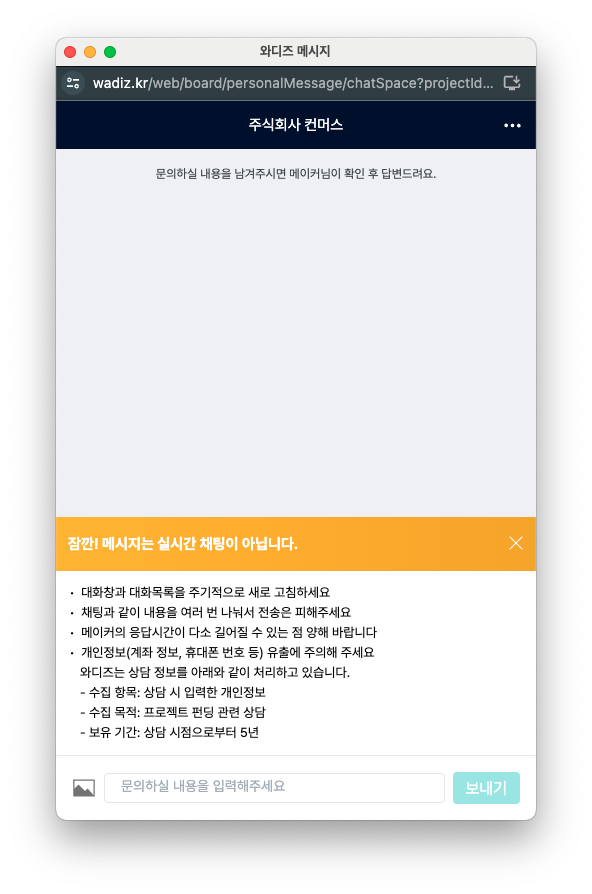 와디즈 메시지
wadiz.kr/web/board/personalMessage/chatSpace?projectId...
주식회사 컨머스
문의하실 내용을 남겨주시면 메이커님이 확인 후 답변드려요.
잠깐! 메시지는 실시간 채팅이 아닙니다.
· 대화창과 대화목록을 주기적으로 새로 고침하세요
· 채팅과 같이 내용을 여러 번 나눠서 전송은 피해주세요
· 메이커의 응답시간이 다소 길어질 수 있는 점 양해 바랍니다
· 개인정보(계좌 정보, 휴대폰 번호 등) 유출에 주의해 주세요
와디즈는 상담 정보를 아래와 같이 처리하고 있습니다.
- 수집 항목: 상담 시 입력한 개인정보
- 수집 목적: 프로젝트 펀딩 관련 상담
- 보유 기간: 상담 시점으로부터 5년
문의하실 내용을 입력해주세요
보내기